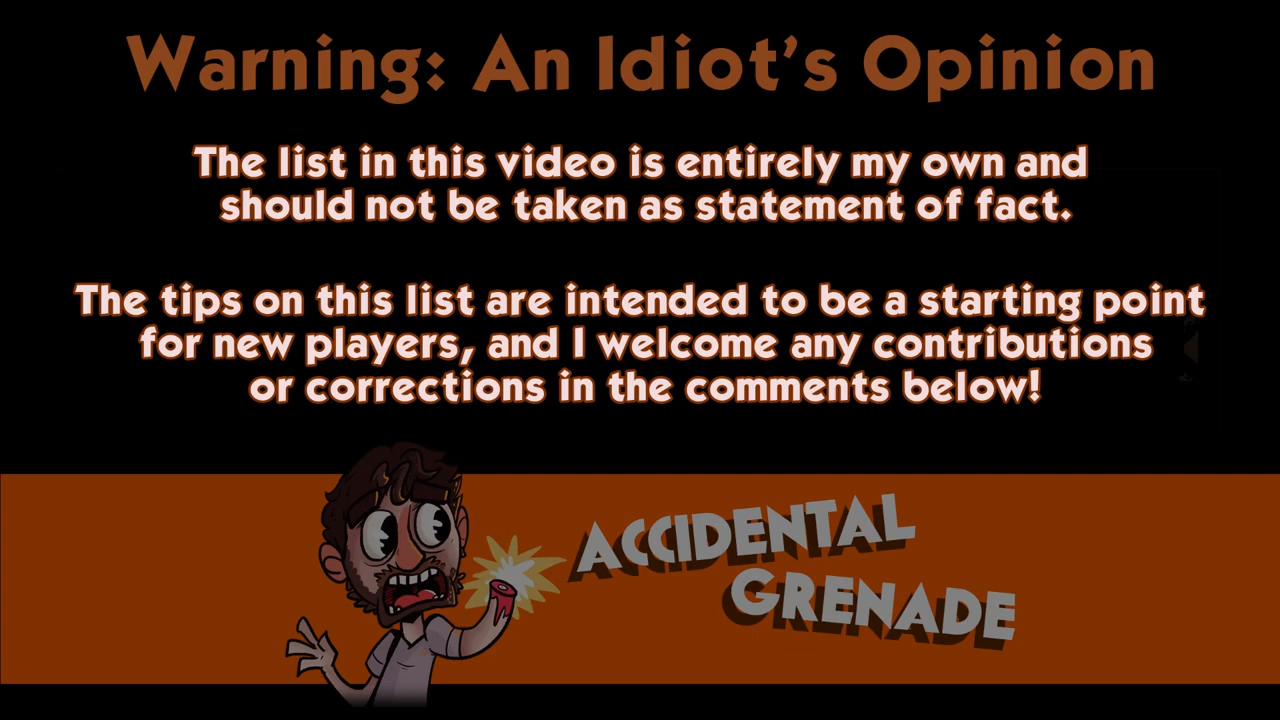 Warning: An Idiot's Opinion
The list in this video is entirely my own and
should not be taken as statement of fact.
The tips on this list are intended to be a starting point
for new players, and I welcome any contributions
or corrections in the comments below!
ACCIDENTAL
GRENADE